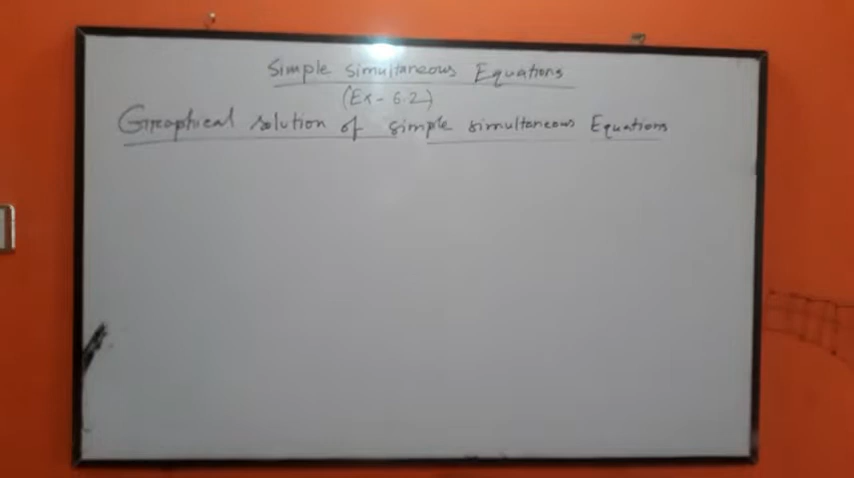 Simple Simultaneous Equations
(Ex - 6.2)
Graphical solution of simple simultaneous Equations